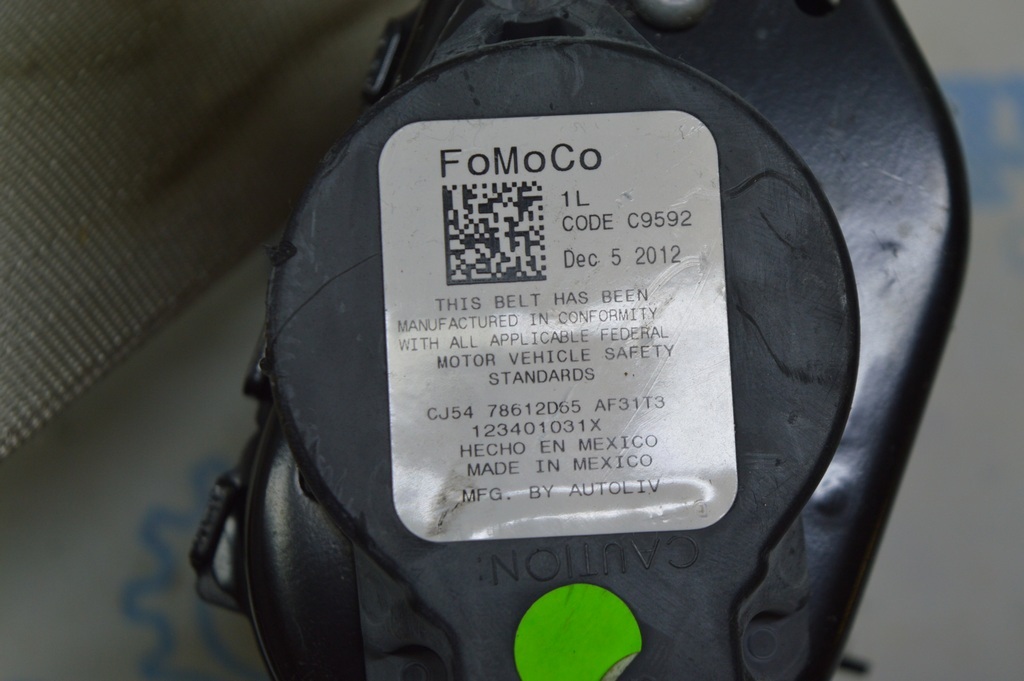 FoMoCo
1L
CODE C9592
Dec 5 2012
THIS BELT HAS BEEN
MANUFACTURED IN CONFORMITY
WITH ALL APPLICABLE FEDERAL
MOTOR VEHICLE SAFETY
STANDARDS
CJ54 78612D65 AF31T3
123401031X
HECHO EN MEXICO
MADE IN MEXICO
MFG. BY AUTOLIV
CAUTION: